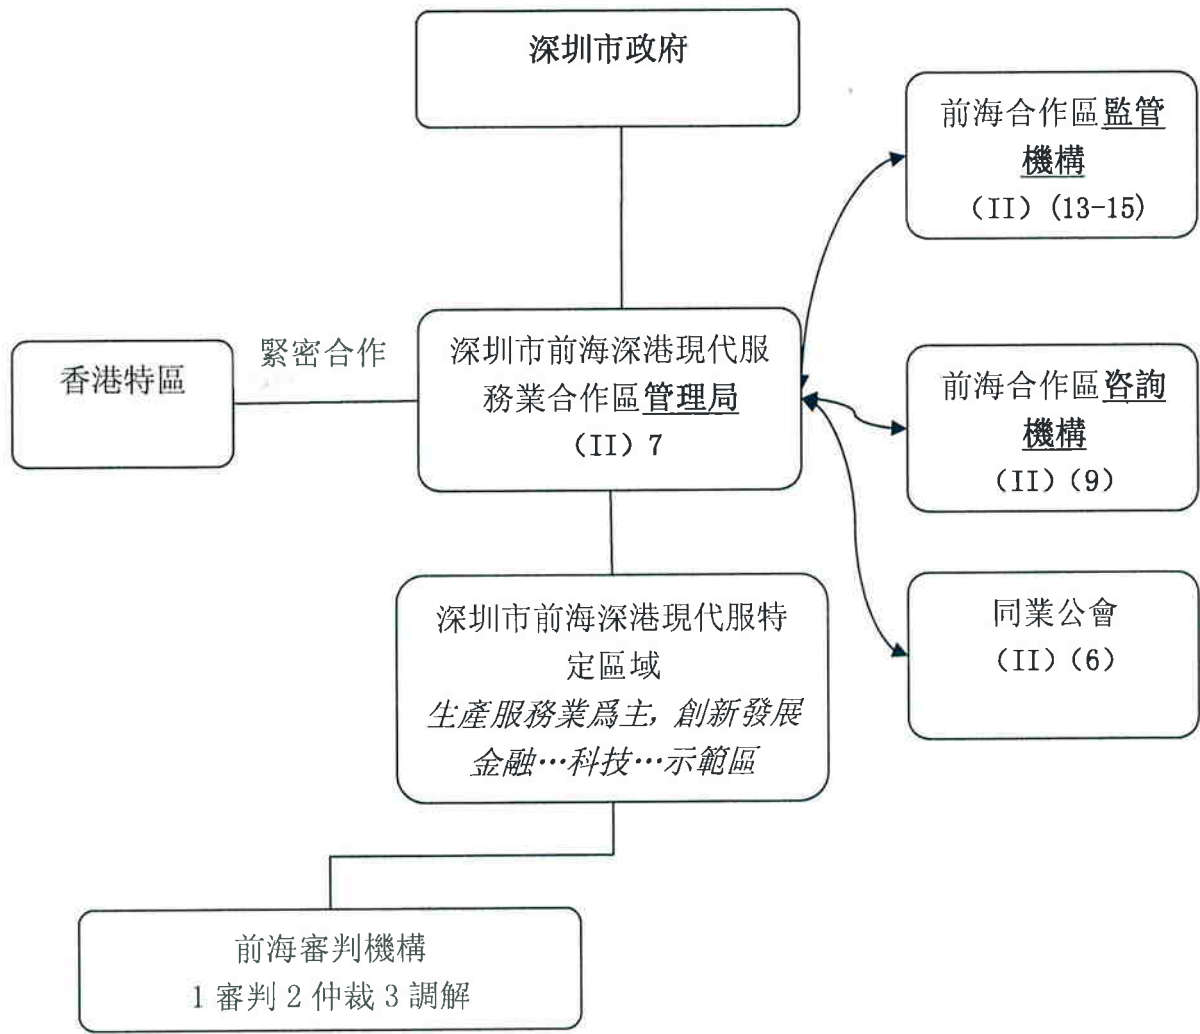 深圳市政府
前海合作區監管
機構
（II）(13-15)
香港特區
緊密合作
深圳市前海深港現代服
務業合作區管理局
（II）7
前海合作區咨詢
機構
（II）（9）
深圳市前海深港現代服特
定區域
生產服務業爲主，創新發展
金融…科技…示範區
同業公會
（II）（6）
前海審判機構
1 審判 2 仲裁 3 調解